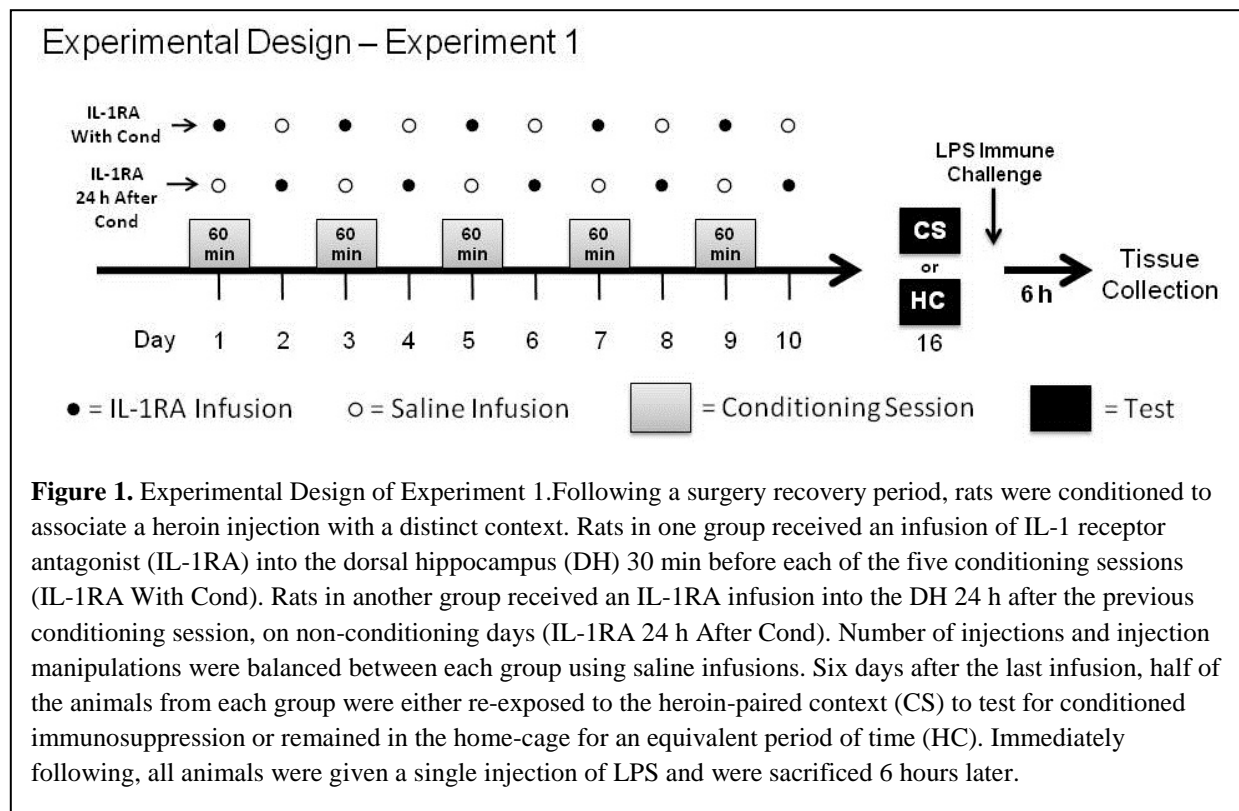 Experimental Design – Experiment 1
IL-1RA
With Cond
IL-1RA
24 h After
Cond
60
min
60
min
60
min
60
min
60
min
CS
or
HC
16
LPS Immune
Challenge
6 h
Tissue
Collection
Day 1 2 3 4 5 6 7 8 9 10
= IL-1RA Infusion = Saline Infusion = Conditioning Session = Test
Figure 1. Experimental Design of Experiment 1.Following a surgery recovery period, rats were conditioned to
associate a heroin injection with a distinct context. Rats in one group received an infusion of IL-1 receptor
antagonist (IL-1RA) into the dorsal hippocampus (DH) 30 min before each of the five conditioning sessions
(IL-1RA With Cond). Rats in another group received an IL-1RA infusion into the DH 24 h after the previous
conditioning session, on non-conditioning days (IL-1RA 24 h After Cond). Number of injections and injection
manipulations were balanced between each group using saline infusions. Six days after the last infusion, half of
the animals from each group were either re-exposed to the heroin-paired context (CS) to test for conditioned
immunosuppression or remained in the home-cage for an equivalent period of time (HC). Immediately
following, all animals were given a single injection of LPS and were sacrificed 6 hours later.